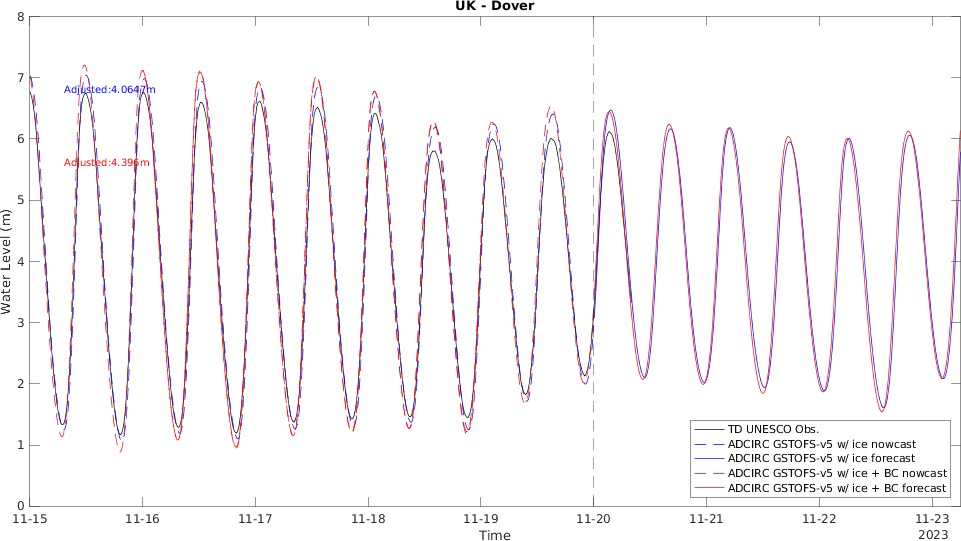 UK - Dover
8
7
6
5
4
3
2
1
0
Water Level (m)
Adjusted:4.0647m
Adjusted:4.396m
TD UNESCO Obs.
ADCIRC GSTOFS-v5 w/ ice nowcast
ADCIRC GSTOFS-v5 w/ ice forecast
ADCIRC GSTOFS-v5 w/ ice + BC nowcast
ADCIRC GSTOFS-v5 w/ ice + BC forecast
11-15 11-16 11-17 11-18 11-19 11-20 11-21 11-22 11-23
Time
2023